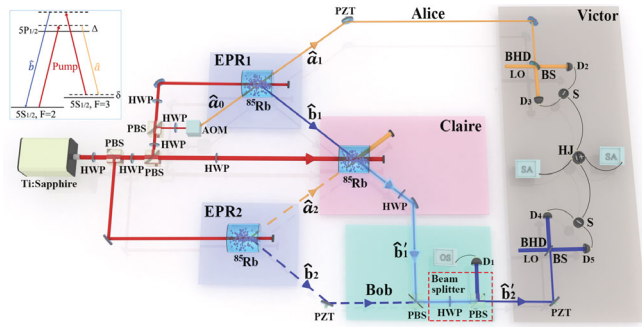 5P1/2
Δ
b̂
Pump
â
δ
5S1/2, F=2
5S1/2, F=3
EPR1
PZT
Alice
Victor
â1
â0
85Rb
b̂1
HWP
PBS
HWP
AOM
HWP
BHD
LO
BS
D2
D3
S
Claire
Ti:Sapphire
HWP
PBS
HWP
PBS
HWP
85Rb
HWP
SA
HJ
SA
EPR2
â2
85Rb
b̂2
b̂'1
D4
S
BHD
LO
BS
D5
OS
D1
Beam
splitter
PZT
Bob
PBS
HWP
PBS
b̂'2
PZT